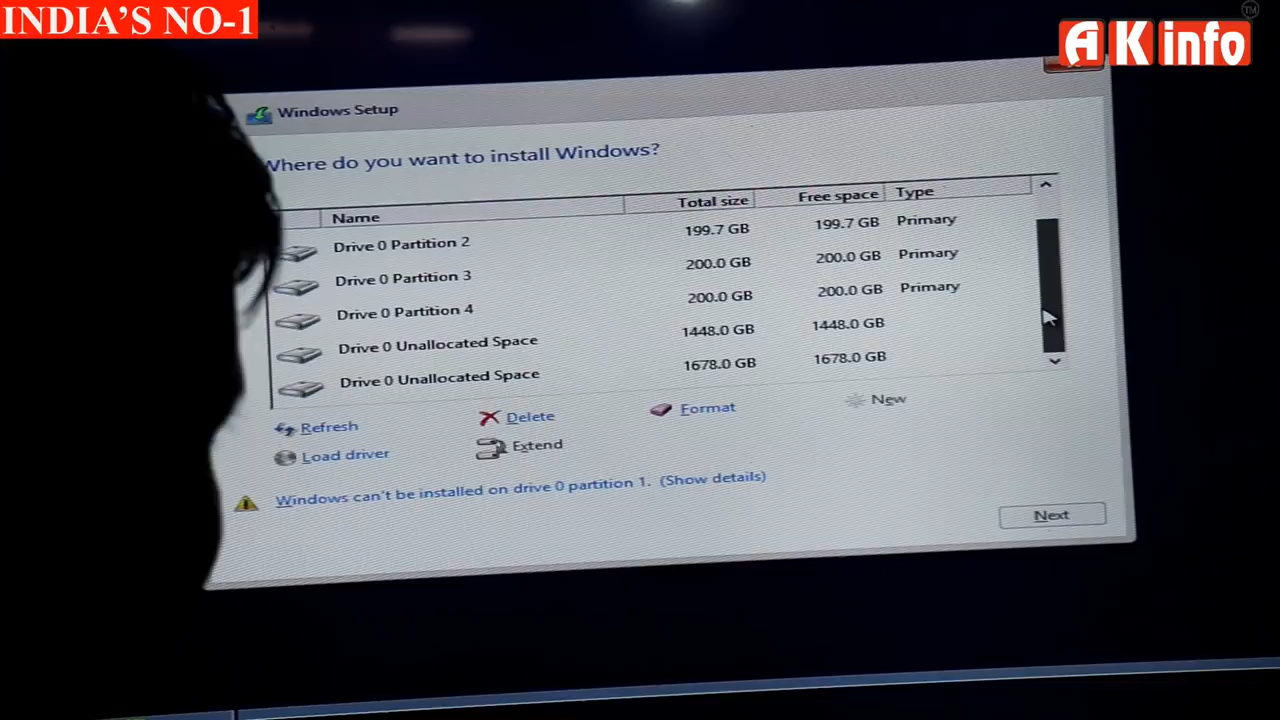 INDIA'S NO-1
TM
AK info
Windows Setup
Where do you want to install Windows?
Name Total size Free space Type
Drive 0 Partition 2 199.7 GB 199.7 GB Primary
Drive 0 Partition 3 200.0 GB 200.0 GB Primary
Drive 0 Partition 4 200.0 GB 200.0 GB Primary
Drive 0 Unallocated Space 1448.0 GB 1448.0 GB
Drive 0 Unallocated Space 1678.0 GB 1678.0 GB
Refresh Delete Format New
Load driver Extend
Windows can't be installed on drive 0 partition 1. (Show details)
Next